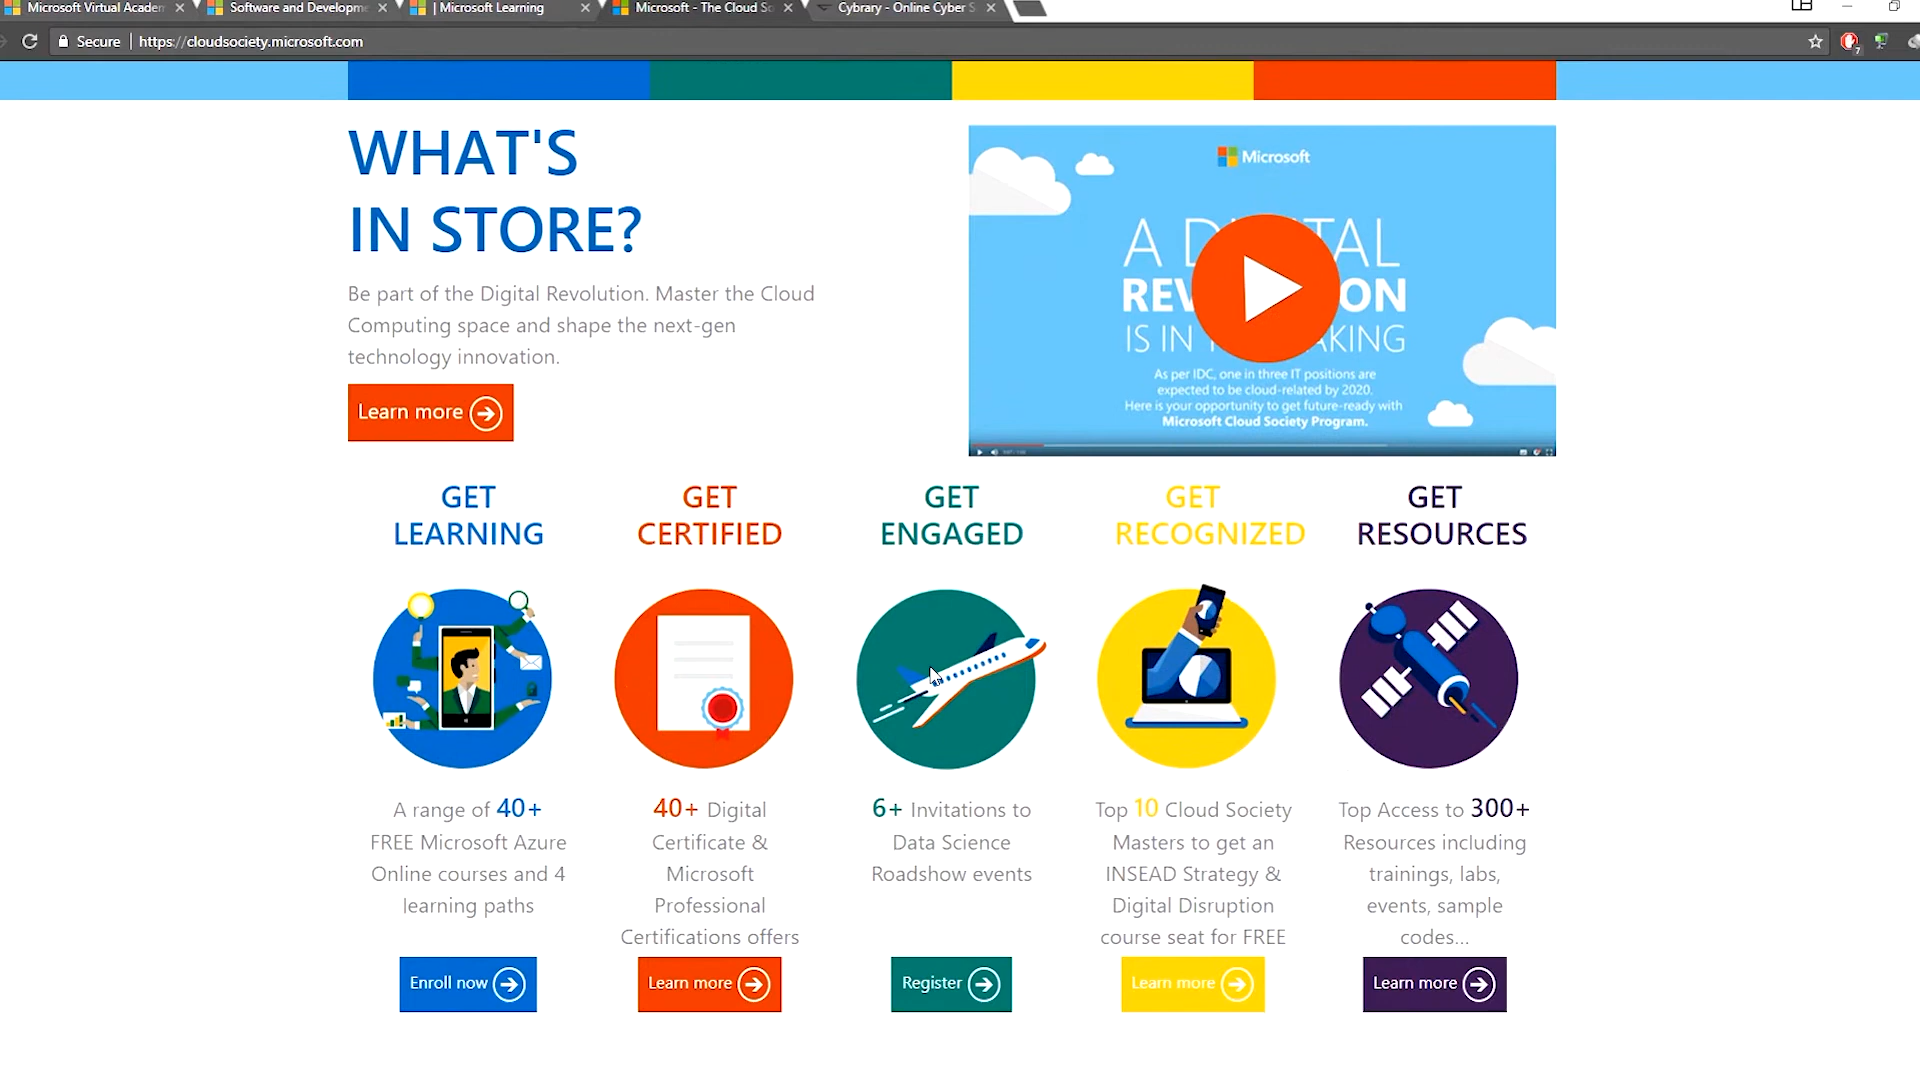 Microsoft Virtual Academ
Software and Developme
| Microsoft Learning
Microsoft - The Cloud So
Cybrary - Online Cyber S
Secure
https://cloudsociety.microsoft.com
7
WHAT'S
IN STORE?
Be part of the Digital Revolution. Master the Cloud
Computing space and shape the next-gen
technology innovation.
Learn more
Microsoft
A D TAL
REV ON
IS IN AKING
As per IDC, one in three IT positions are
expected to be cloud-related by 2020.
Here is your opportunity to get future-ready with
Microsoft Cloud Society Program.
GET
LEARNING
A range of 40+
FREE Microsoft Azure
Online courses and 4
learning paths
Enroll now
GET
CERTIFIED
40+ Digital
Certificate &
Microsoft
Professional
Certifications offers
Learn more
GET
ENGAGED
6+ Invitations to
Data Science
Roadshow events
Register
GET
RECOGNIZED
Top 10 Cloud Society
Masters to get an
INSEAD Strategy &
Digital Disruption
course seat for FREE
Learn more
GET
RESOURCES
Top Access to 300+
Resources including
trainings, labs,
events, sample
codes...
Learn more